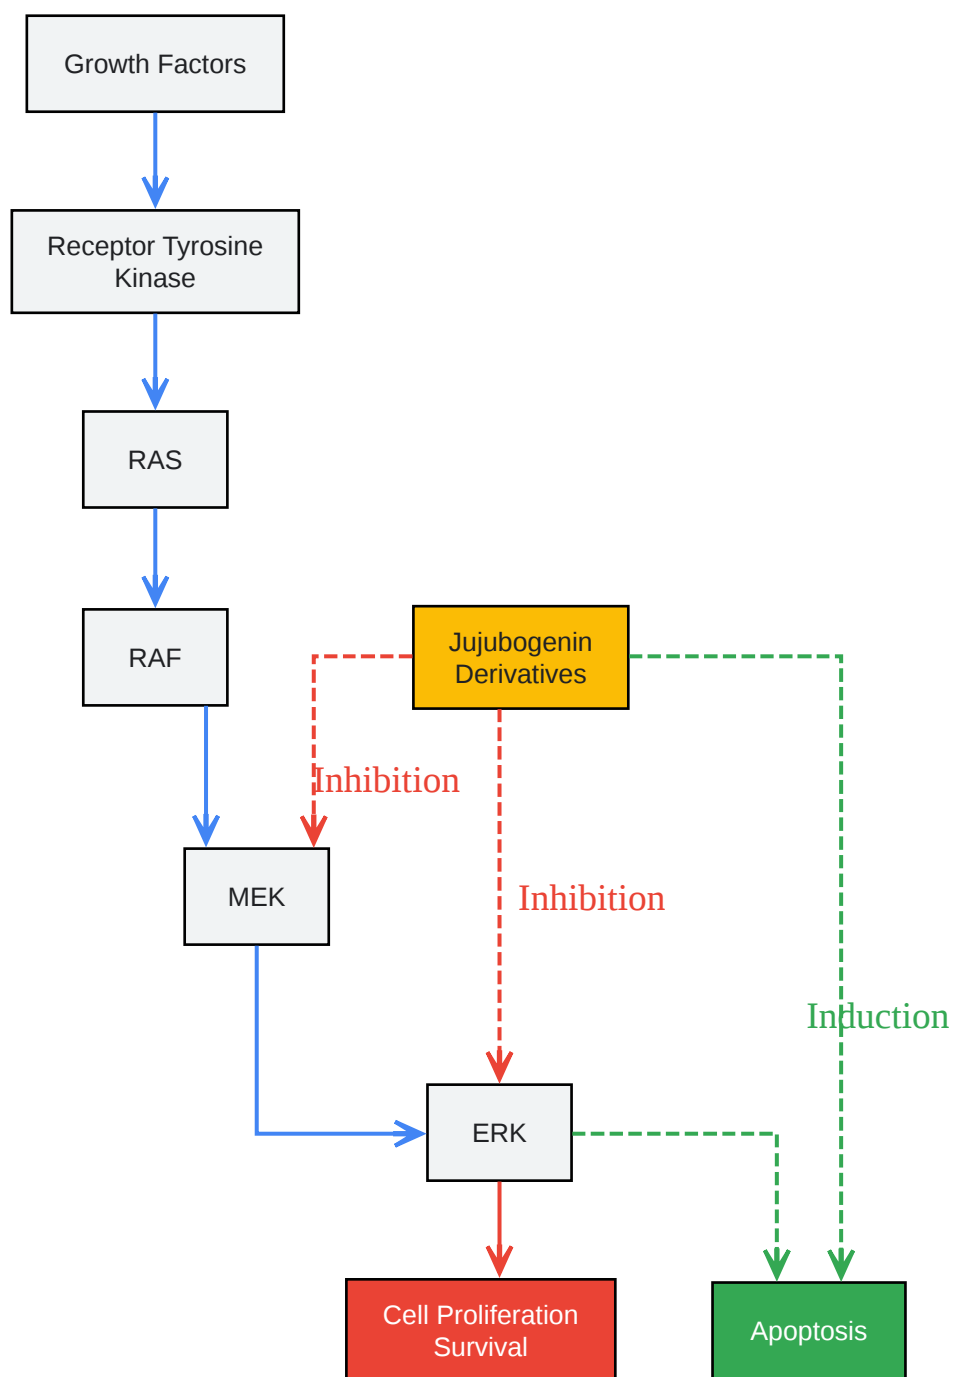 Growth Factors
Receptor Tyrosine
Kinase
RAS
RAF
Jujubogenin
Derivatives
Inhibition
MEK
Inhibition
Induction
ERK
Cell Proliferation
Survival
Apoptosis